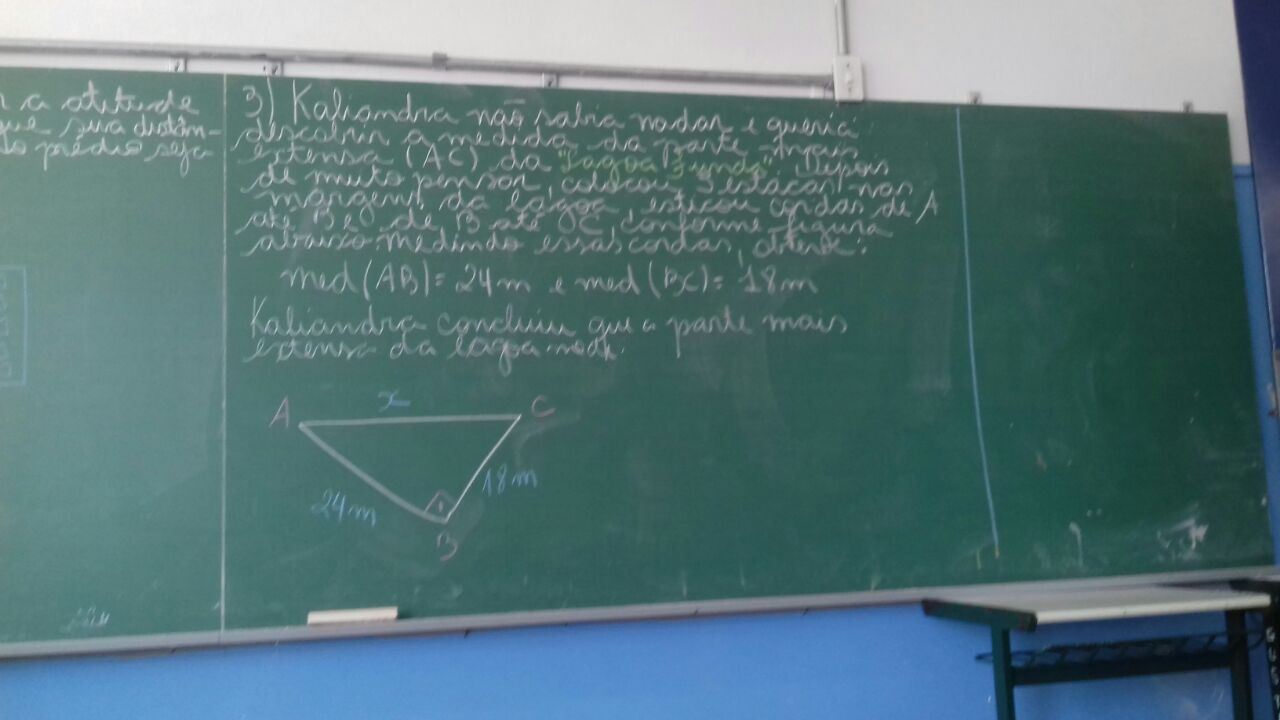 a atitude
que sua distân-
do prédio seja
3) Kaliandra não sabia nadar e queria
descobrir a medida da parte mais
extensa (AC) da "Lagoa Funda". Depois
de muito pensar, colocou 3 estacas nas
margens da lagoa, esticou cordas de A
até B e de B até C, conforme figura
abaixo. Medindo essas cordas, obteve:
med (AB) = 24m e med (BC) = 18m
Kaliandra concluiu que a parte mais
extensa da lagoa mede:
A x C
24m 18m
B